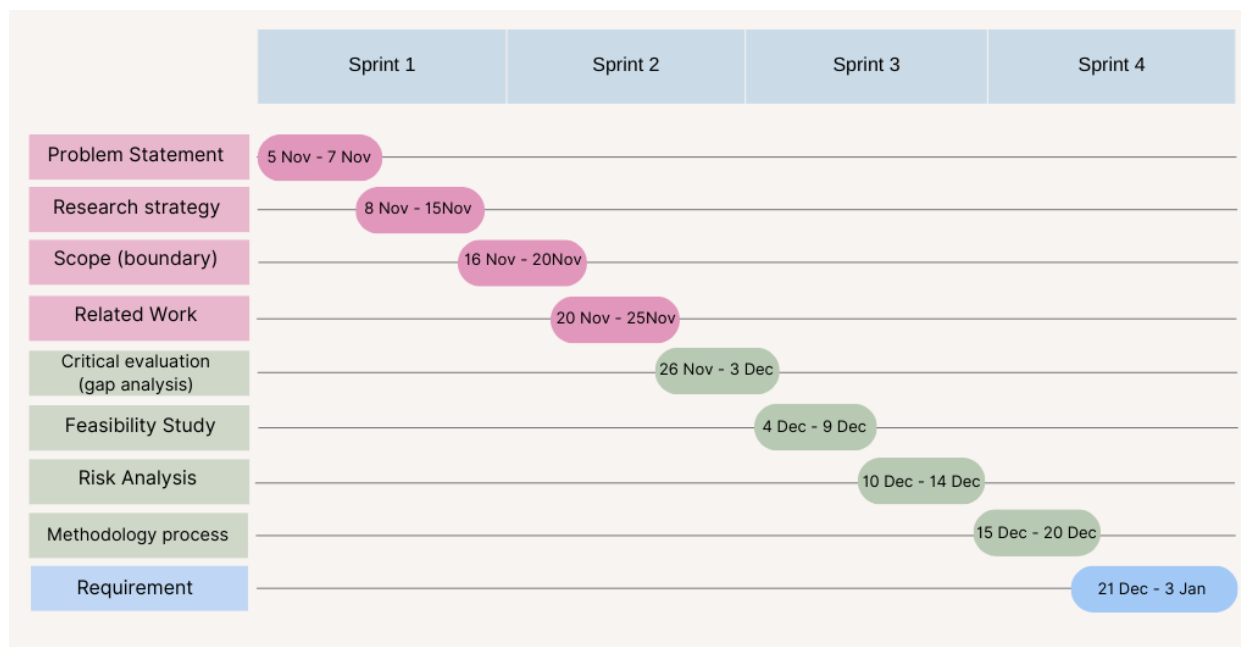 Sprint 1
Sprint 2
Sprint 3
Sprint 4
Problem Statement
5 Nov - 7 Nov
Research strategy
8 Nov - 15Nov
Scope (boundary)
16 Nov - 20Nov
Related Work
20 Nov - 25Nov
Critical evaluation
(gap analysis)
26 Nov - 3 Dec
Feasibility Study
4 Dec - 9 Dec
Risk Analysis
10 Dec - 14 Dec
Methodology process
15 Dec - 20 Dec
Requirement
21 Dec - 3 Jan